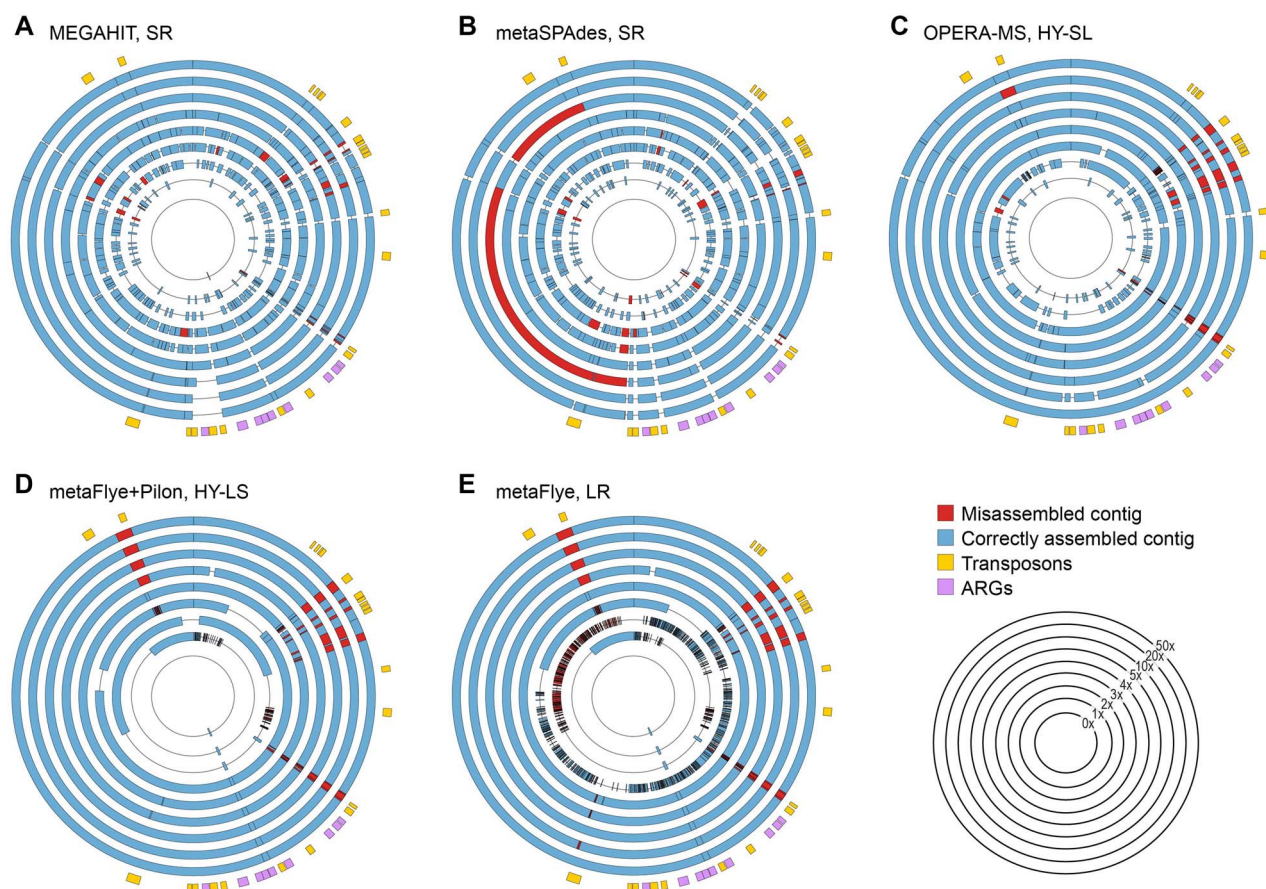 A MEGAHIT, SR
B metaSPAdes, SR
C OPERA-MS, HY-SL
D metaFlye+Pilon, HY-LS
E metaFlye, LR
Misassembled contig
Correctly assembled contig
Transposons
ARGs
50x
20x
10x
5x
4x
3x
2x
1x
0x